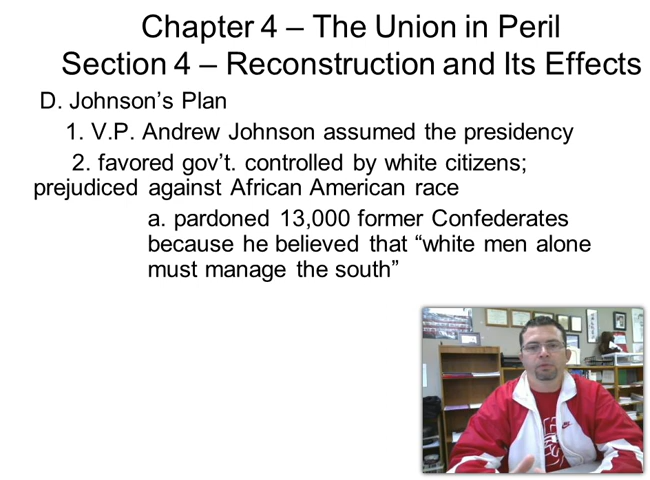 Chapter 4 – The Union in Peril
Section 4 – Reconstruction and Its Effects
D. Johnson’s Plan
1. V.P. Andrew Johnson assumed the presidency
2. favored gov’t. controlled by white citizens;
prejudiced against African American race
a. pardoned 13,000 former Confederates
because he believed that “white men alone
must manage the south”